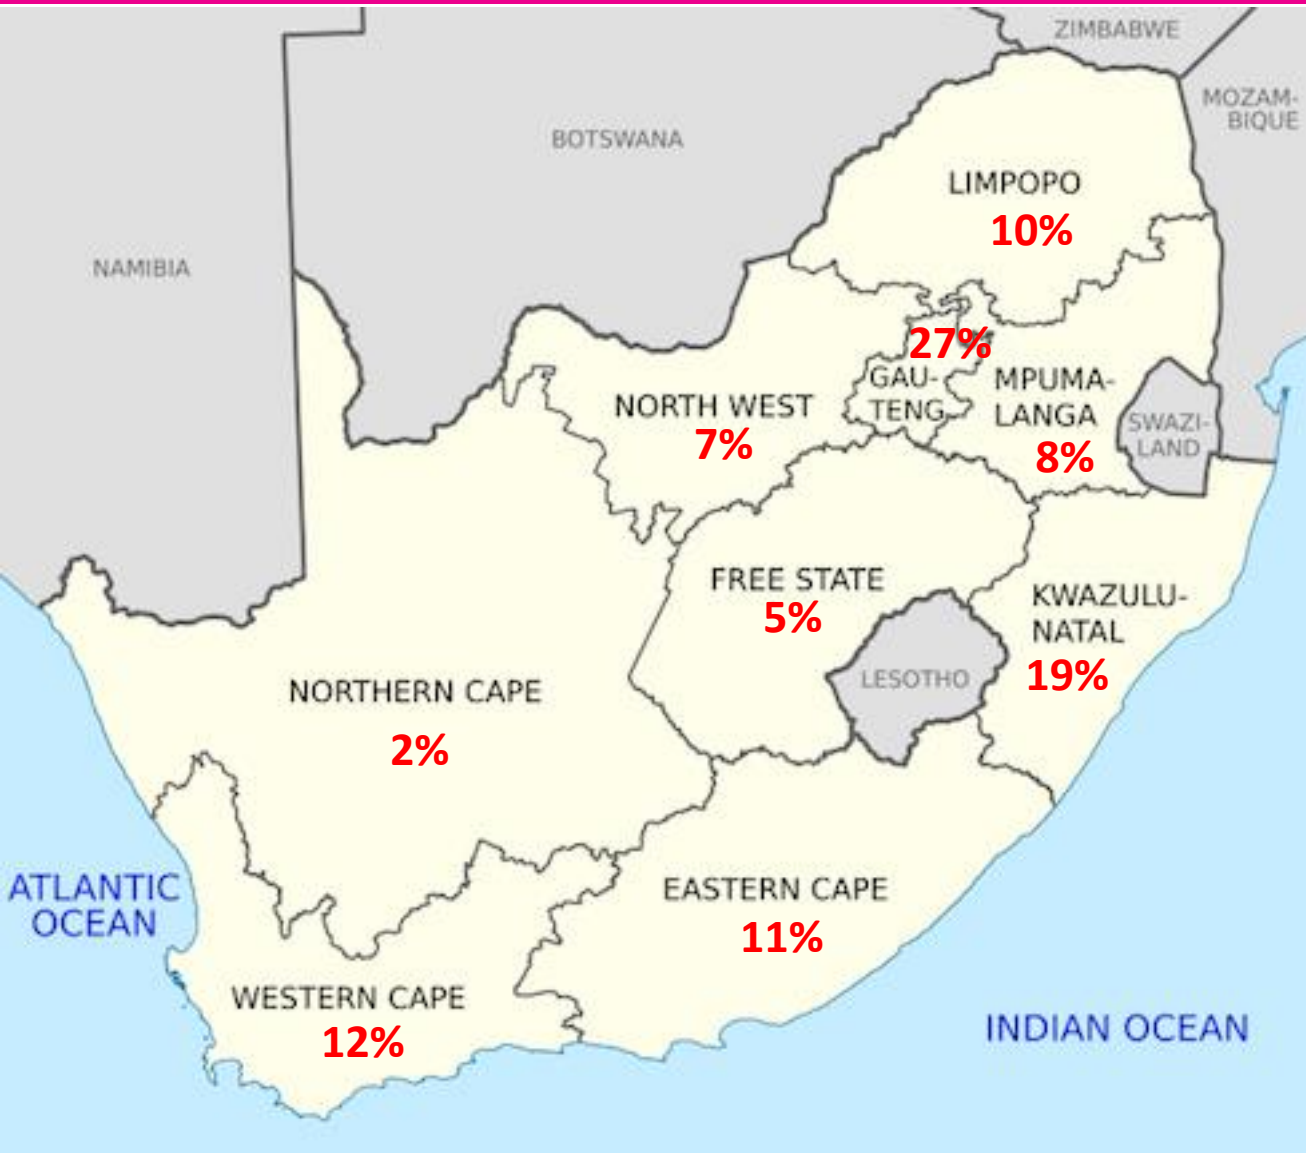 ZIMBABWE
MOZAM-
BIQUE
BOTSWANA
LIMPOPO
10%
NAMIBIA
27%
GAU-
TENG
MPUMA-
LANGA
8%
SWAZI-
LAND
NORTH WEST
7%
FREE STATE
5%
KWAZULU-
NATAL
19%
LESOTHO
NORTHERN CAPE
2%
ATLANTIC
OCEAN
EASTERN CAPE
11%
WESTERN CAPE
12%
INDIAN OCEAN